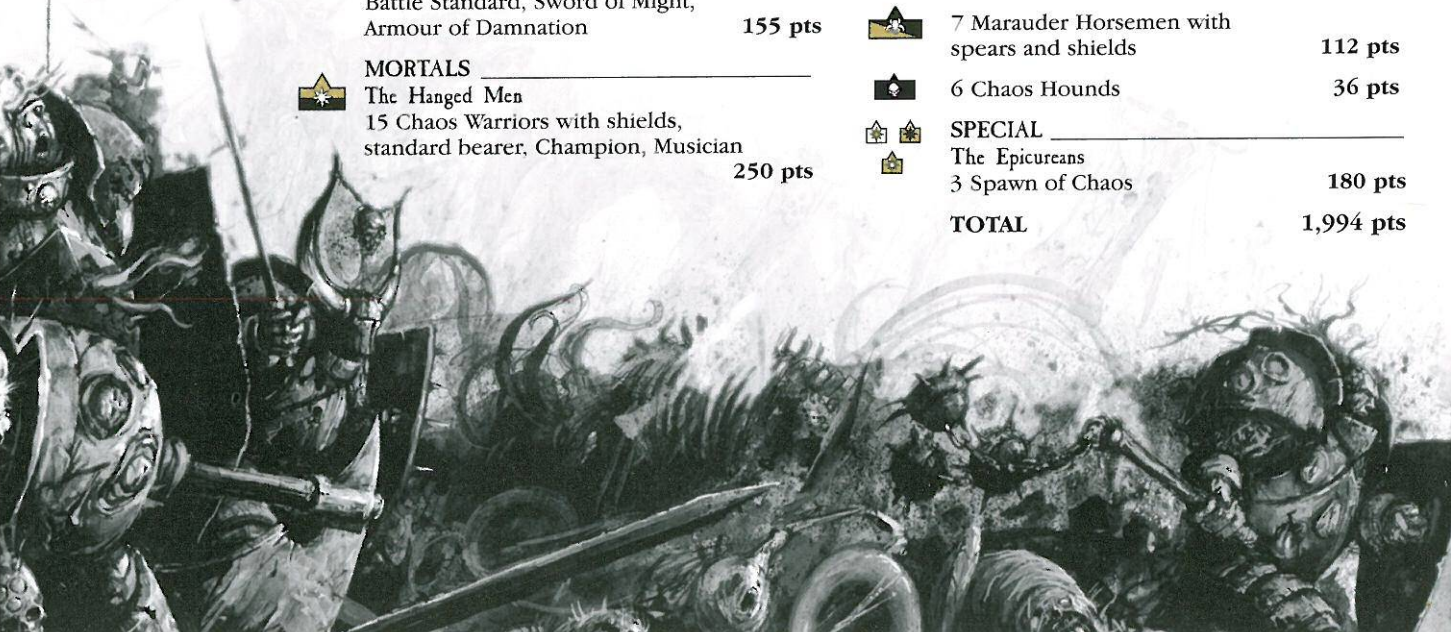 Battle Standard, Sword of Might,
Armour of Damnation 155 pts
MORTALS
The Hanged Men
15 Chaos Warriors with shields,
standard bearer, Champion, Musician
250 pts
7 Marauder Horsemen with
spears and shields 112 pts
6 Chaos Hounds 36 pts
SPECIAL
The Epicureans
3 Spawn of Chaos 180 pts
TOTAL 1,994 pts